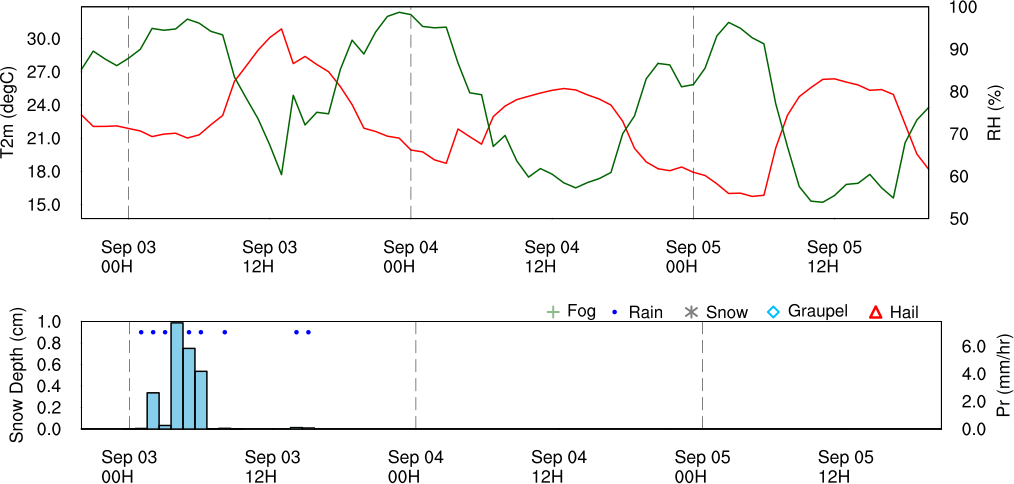 T2m (degC)
30.0
27.0
24.0
21.0
18.0
15.0
100
90
80
70
60
50
RH (%)
Sep 03
00H
Sep 03
12H
Sep 04
00H
Sep 04
12H
Sep 05
00H
Sep 05
12H
Fog Rain Snow Graupel Hail
Snow Depth (cm)
1.0
0.8
0.6
0.4
0.2
0.0
6.0
4.0
2.0
0.0
Pr (mm/hr)
Sep 03
00H
Sep 03
12H
Sep 04
00H
Sep 04
12H
Sep 05
00H
Sep 05
12H